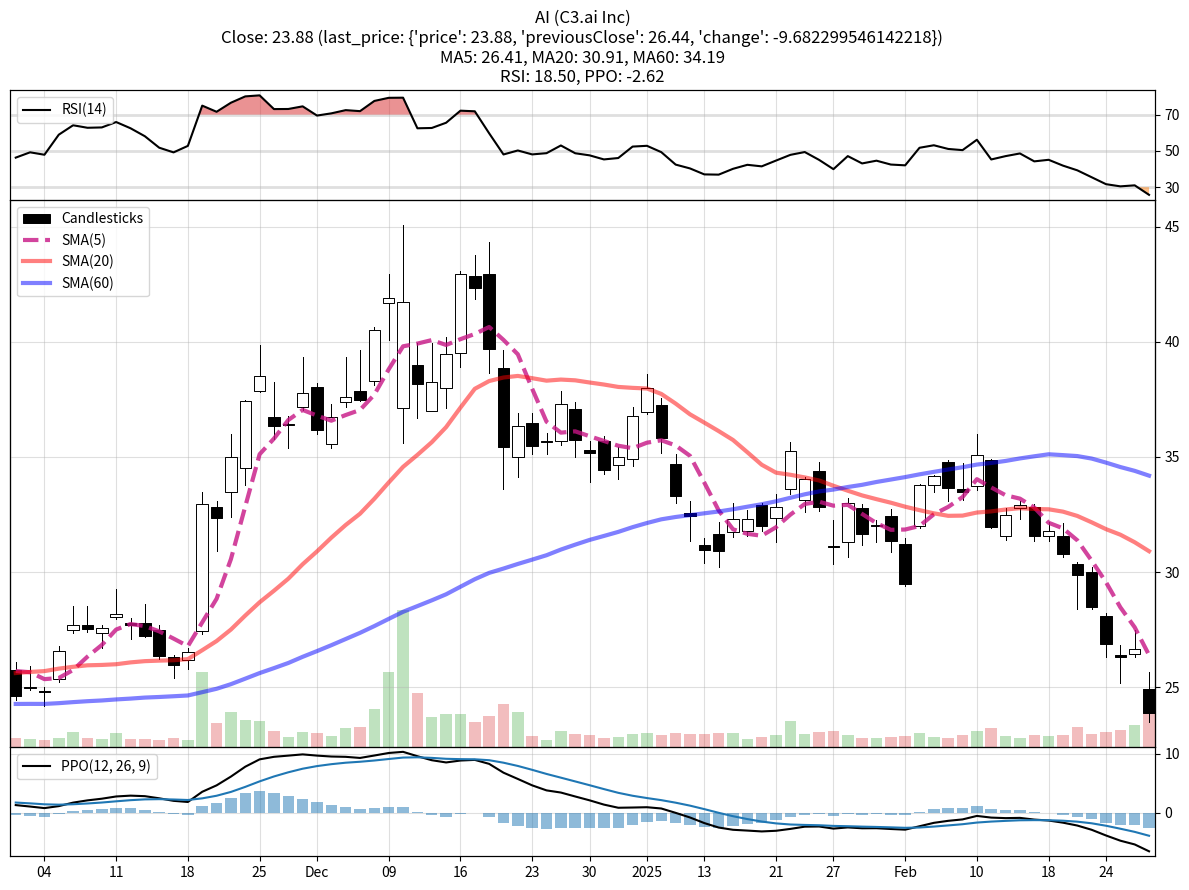 AI (C3.ai Inc)
Close: 23.88 (last_price: {'price': 23.88, 'previousClose': 26.44, 'change': -9.682299546142218})
MA5: 26.41, MA20: 30.91, MA60: 34.19
RSI: 18.50, PPO: -2.62
RSI(14)
70
50
30
Candlesticks
SMA(5)
SMA(20)
SMA(60)
45
40
35
30
25
PPO(12, 26, 9)
10
0
04 11 18 25 Dec 09 16 23 30 2025 13 21 27 Feb 10 18 24